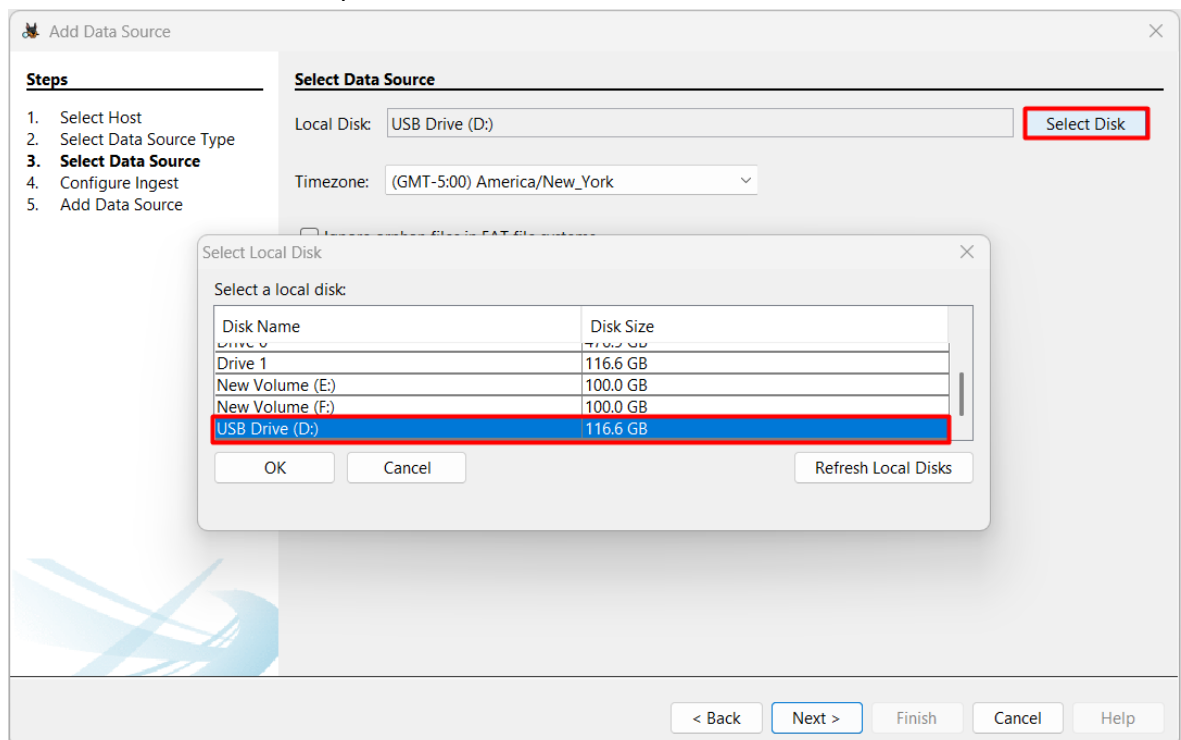 Add Data Source
Steps
1. Select Host
2. Select Data Source Type
3. Select Data Source
4. Configure Ingest
5. Add Data Source
Select Data Source
Local Disk: USB Drive (D:) Select Disk
Timezone: (GMT-5:00) America/New_York
Select Local Disk
Select a local disk:
Disk Name Disk Size
Drive 1 116.6 GB
New Volume (E:) 100.0 GB
New Volume (F:) 100.0 GB
USB Drive (D:) 116.6 GB
OK Cancel Refresh Local Disks
< Back Next > Finish Cancel Help